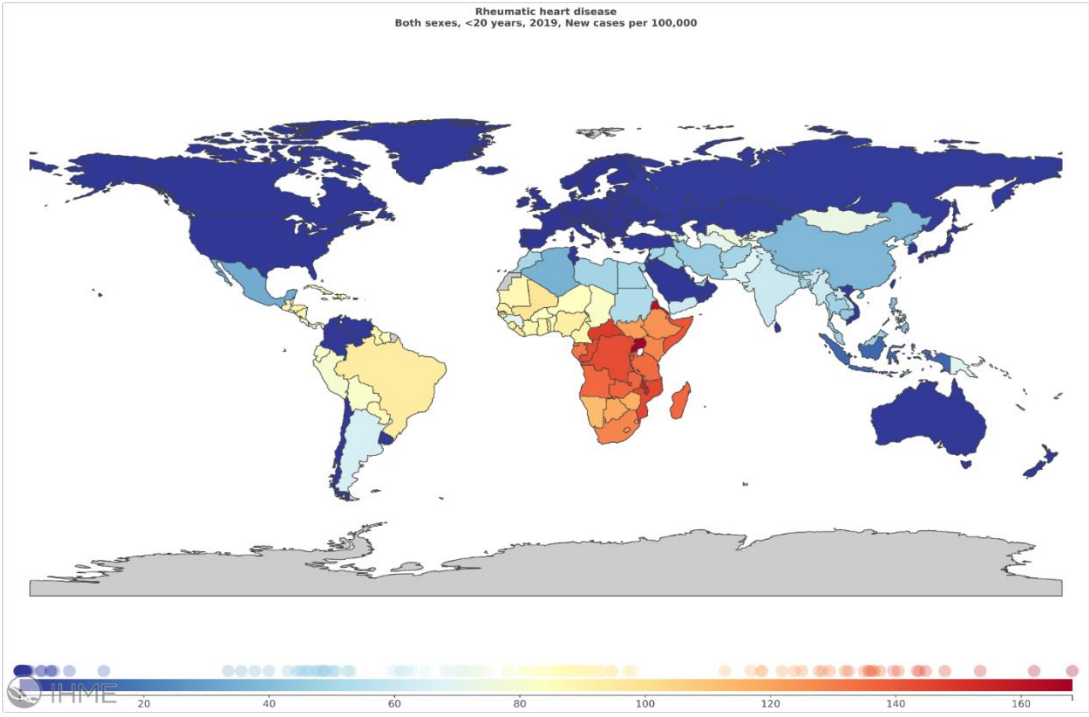 Rheumatic heart disease
Both sexes, <20 years, 2019, New cases per 100,000
IHME
20 40 60 80 100 120 140 160